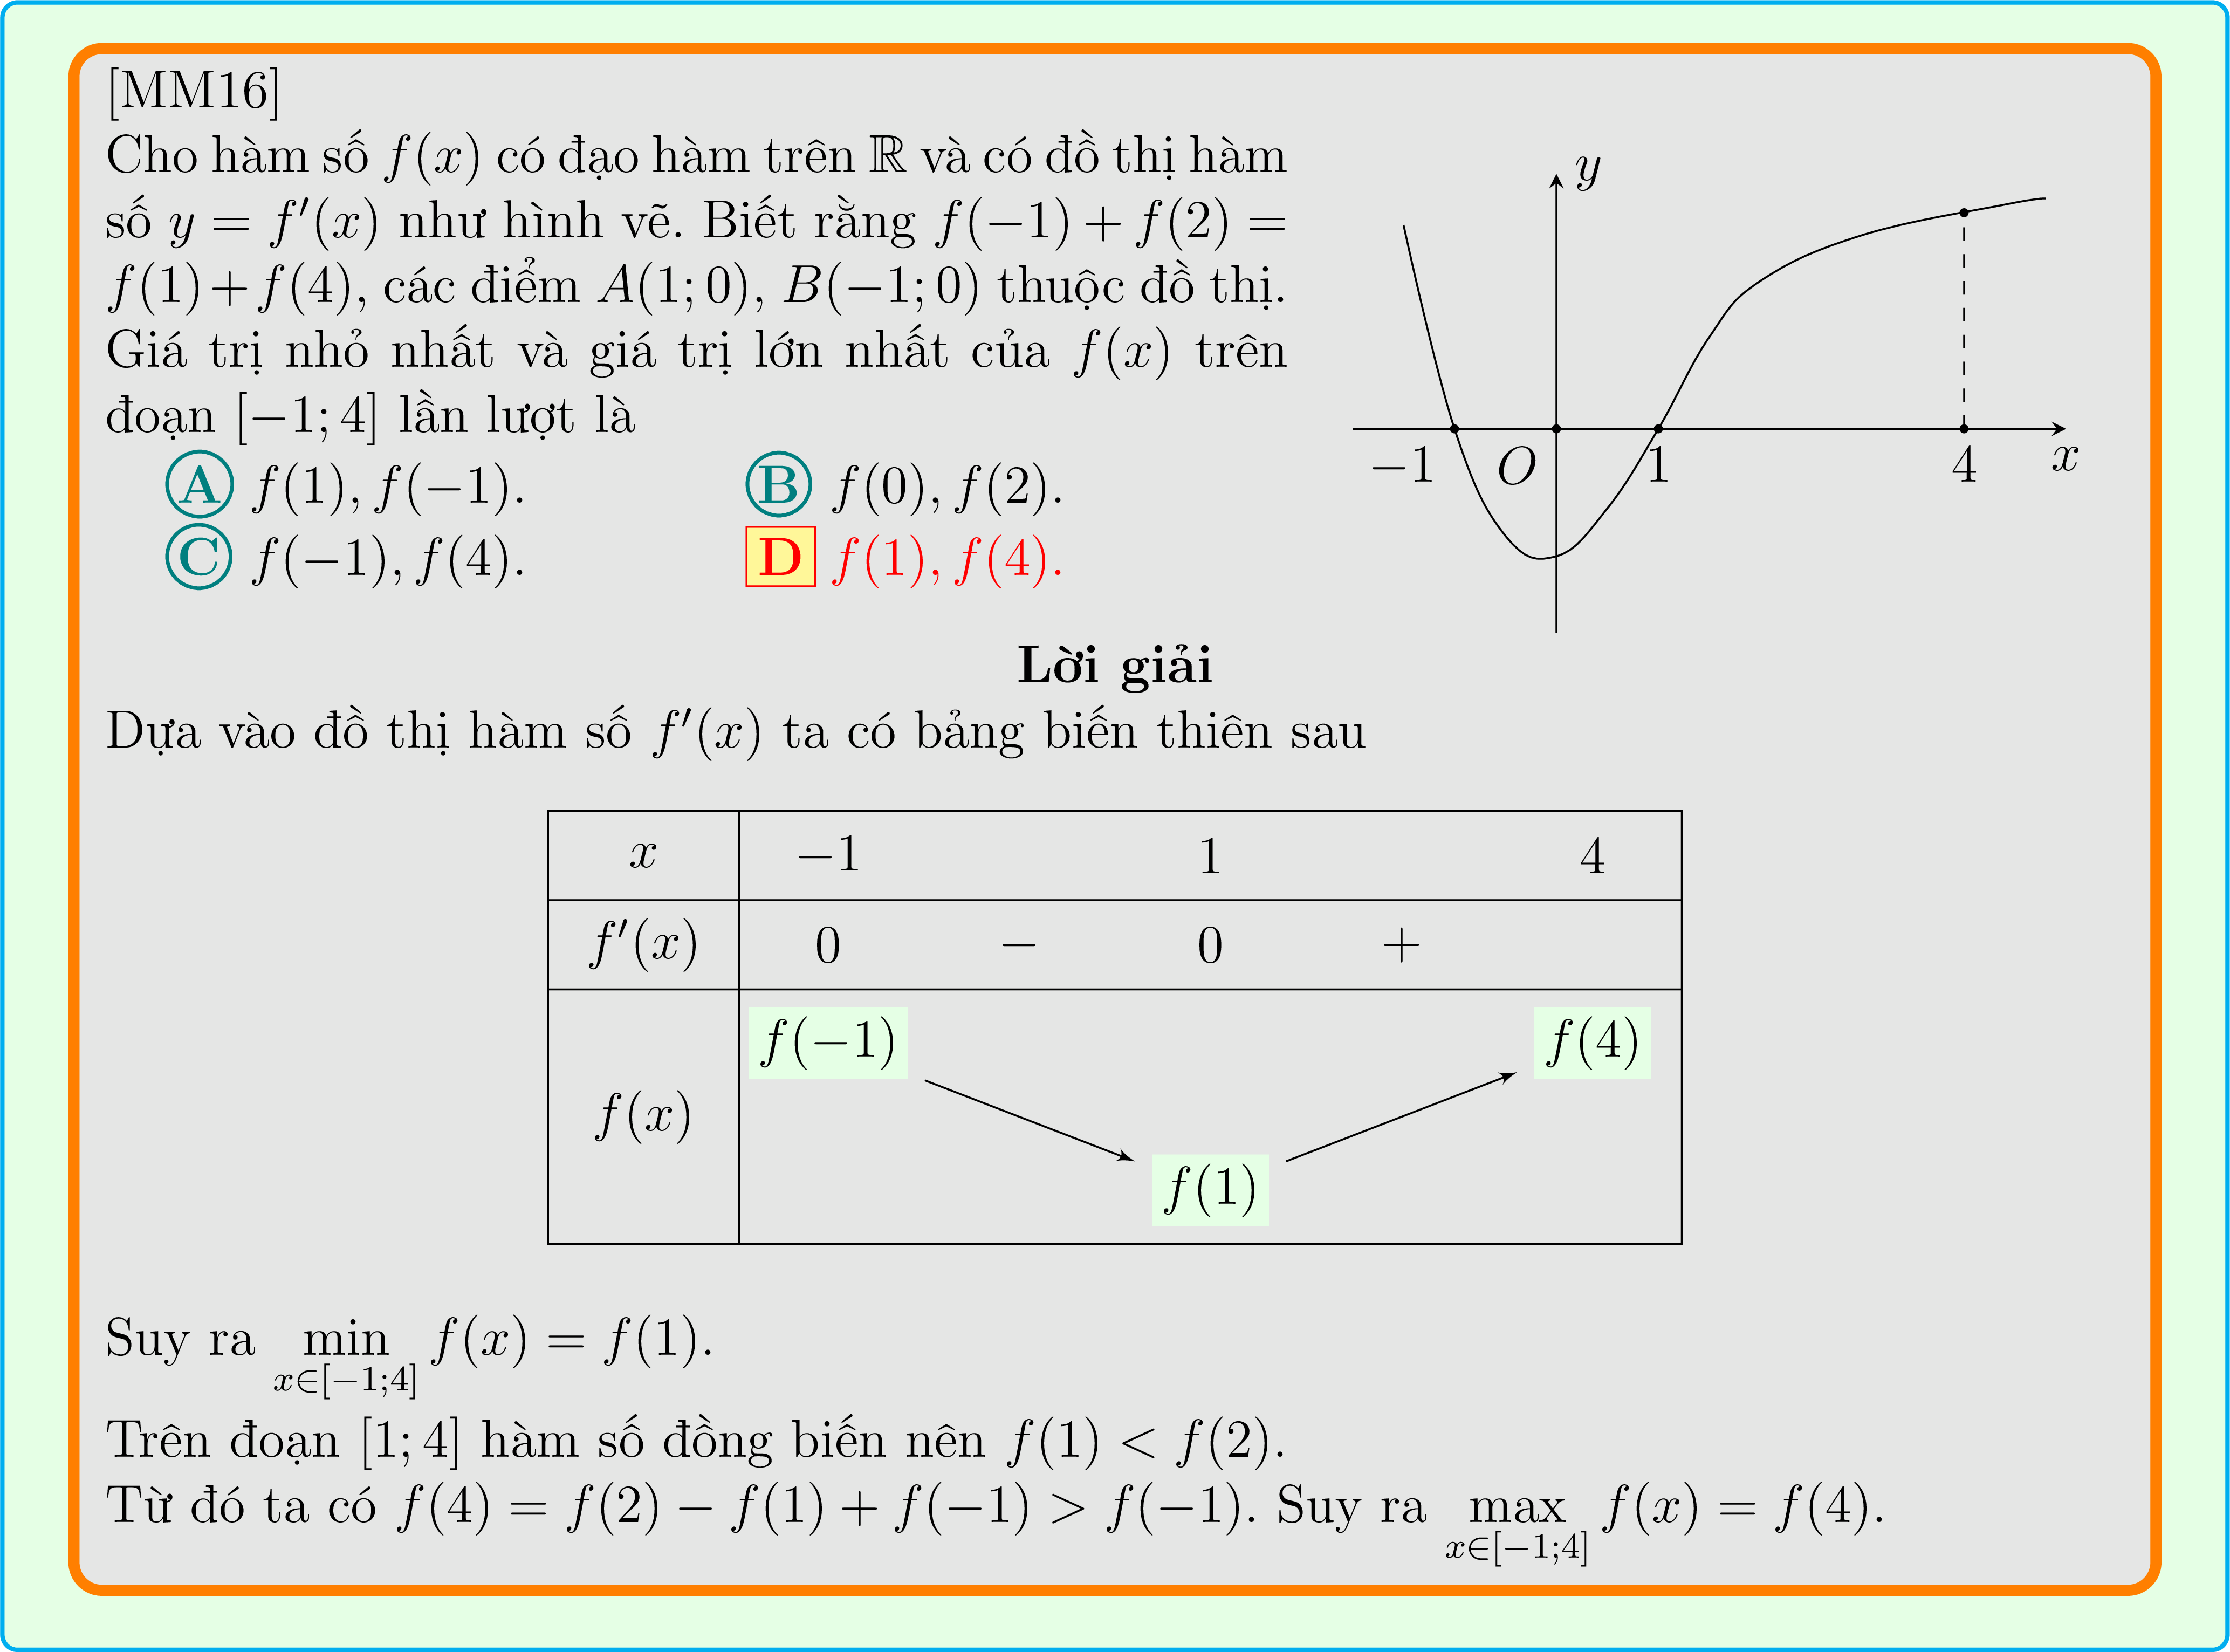 [MM16]
Cho hàm số f(x) có đạo hàm trên ℝ và có đồ thị hàm
số y = f′(x) như hình vẽ. Biết rằng f(−1) + f(2) =
f(1) + f(4), các điểm A(1; 0), B(−1; 0) thuộc đồ thị.
Giá trị nhỏ nhất và giá trị lớn nhất của f(x) trên
đoạn [−1; 4] lần lượt là
A f(1), f(−1). B f(0), f(2).
C f(−1), f(4). D f(1), f(4).
y
−1 O 1 4 x
Lời giải
Dựa vào đồ thị hàm số f′(x) ta có bảng biến thiên sau
x −1 1 4
f′(x) 0 − 0 +
f(−1) f(4)
f(x)
f(1)
Suy ra min f(x) = f(1).
x∈[−1;4]
Trên đoạn [1; 4] hàm số đồng biến nên f(1) < f(2).
Từ đó ta có f(4) = f(2) − f(1) + f(−1) > f(−1). Suy ra max f(x) = f(4).
x∈[−1;4]